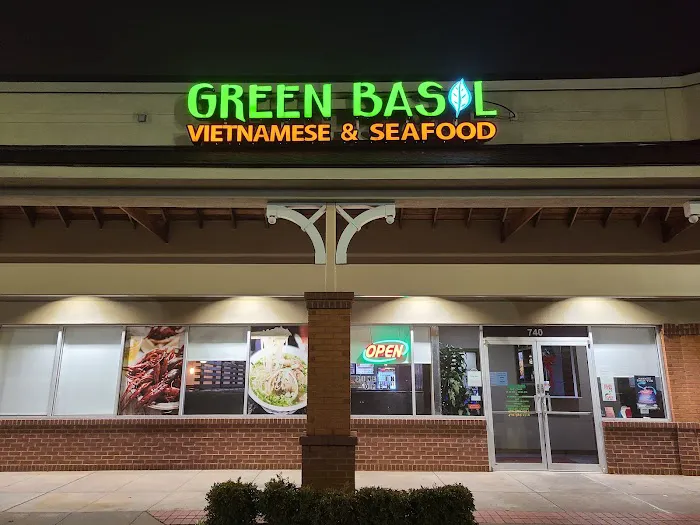 GREEN BASIL
VIETNAMESE & SEAFOOD
OPEN
740